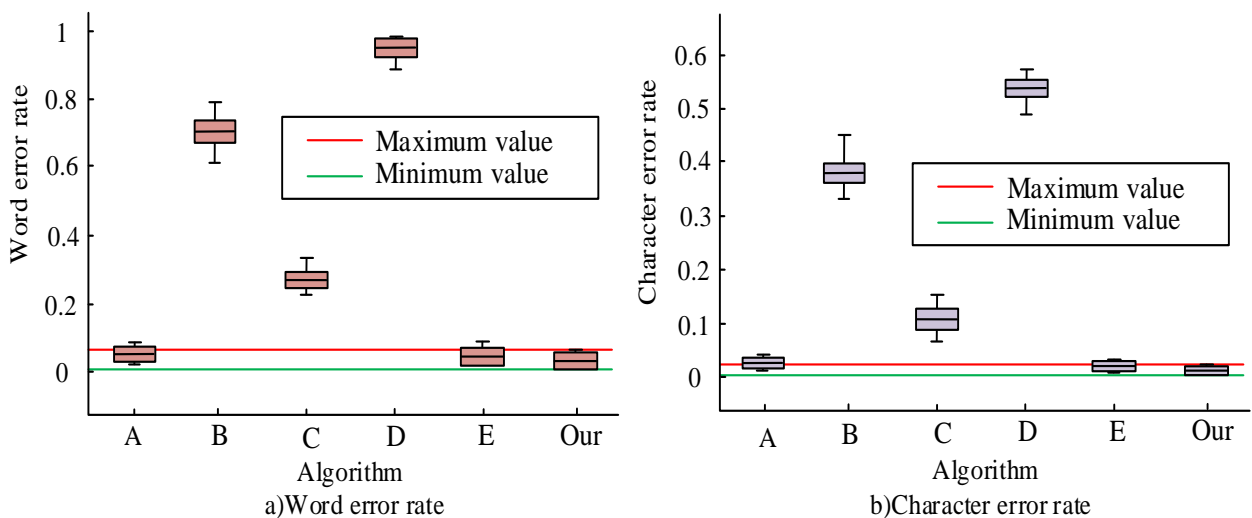 Word error rate
1
0.8
0.6
0.4
0.2
0
Maximum value
Minimum value
A B C D E Our
Algorithm
a)Word error rate
Character error rate
0.6
0.5
0.4
0.3
0.2
0.1
0
Maximum value
Minimum value
A B C D E Our
Algorithm
b)Character error rate